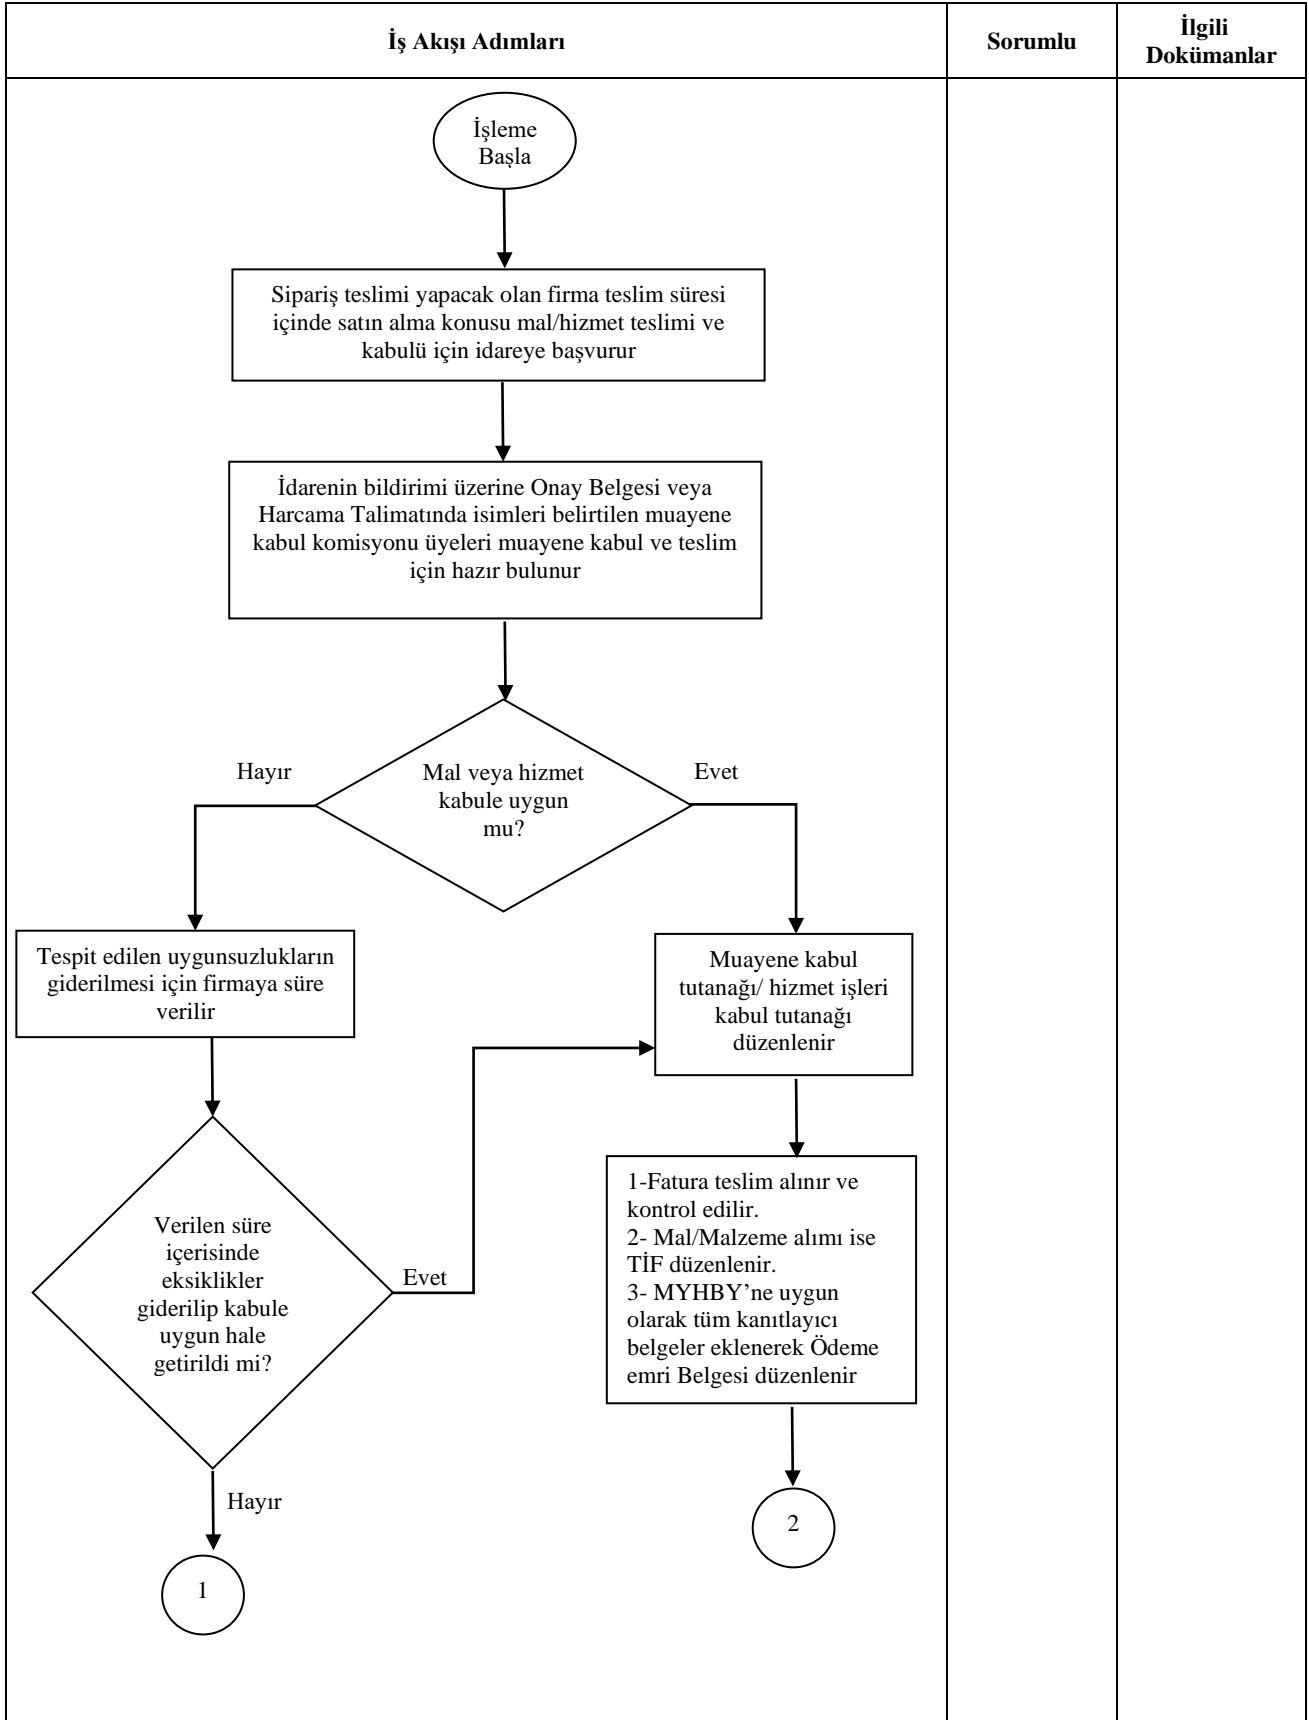 İş Akışı Adımları
Sorumlu
İlgili
Dokümanlar
İşleme
Başla
Sipariş teslimi yapacak olan firma teslim süresi
içinde satın alma konusu mal/hizmet teslimi ve
kabulü için idareye başvurur
İdarenin bildirimi üzerine Onay Belgesi veya
Harcama Talimatında isimleri belirtilen muayene
kabul komisyonu üyeleri muayene kabul ve teslim
için hazır bulunur
Hayır
Mal veya hizmet
kabule uygun
mu?
Evet
Tespit edilen uygunsuzlukların
giderilmesi için firmaya süre
verilir
Muayene kabul
tutanağı/ hizmet işleri
kabul tutanağı
düzenlenir
Verilen süre
içerisinde
eksiklikler
giderilip kabule
uygun hale
getirildi mi?
Evet
1-Fatura teslim alınır ve
kontrol edilir.
2- Mal/Malzeme alımı ise
TİF düzenlenir.
3- MYHBY’ne uygun
olarak tüm kanıtlayıcı
belgeler eklenerek Ödeme
emri Belgesi düzenlenir
Hayır
2
1